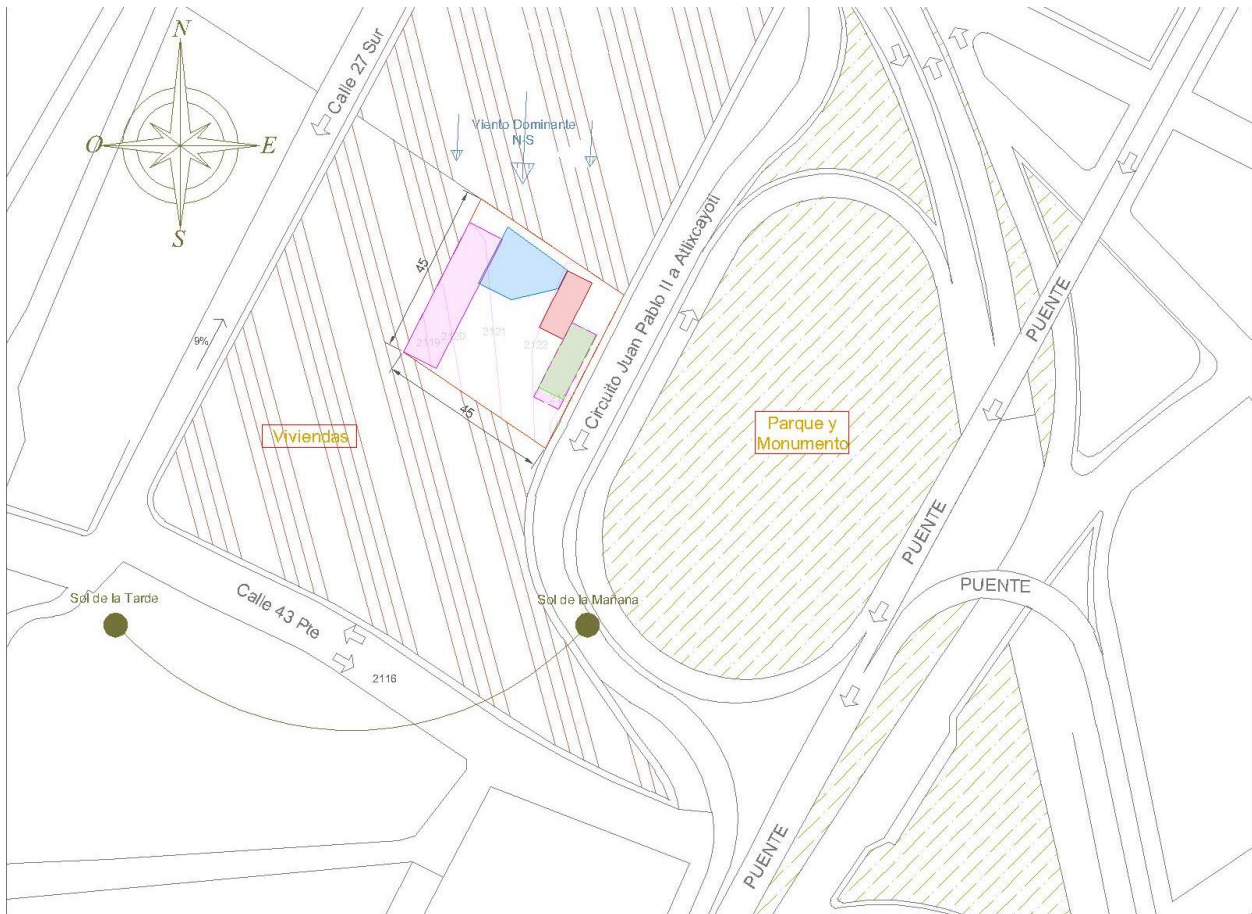 N
O
E
S
Calle 27 Sur
Viento Dominante
N-S
45
2119
2120
2121
2122
45
9%
Circuito Juan Pablo II a Atlixcayotl
Viviendas
Parque y
Monumento
PUENTE
PUENTE
PUENTE
PUENTE
Sol de la Tarde
Calle 43 Pte
Sol de la Mañana
2116